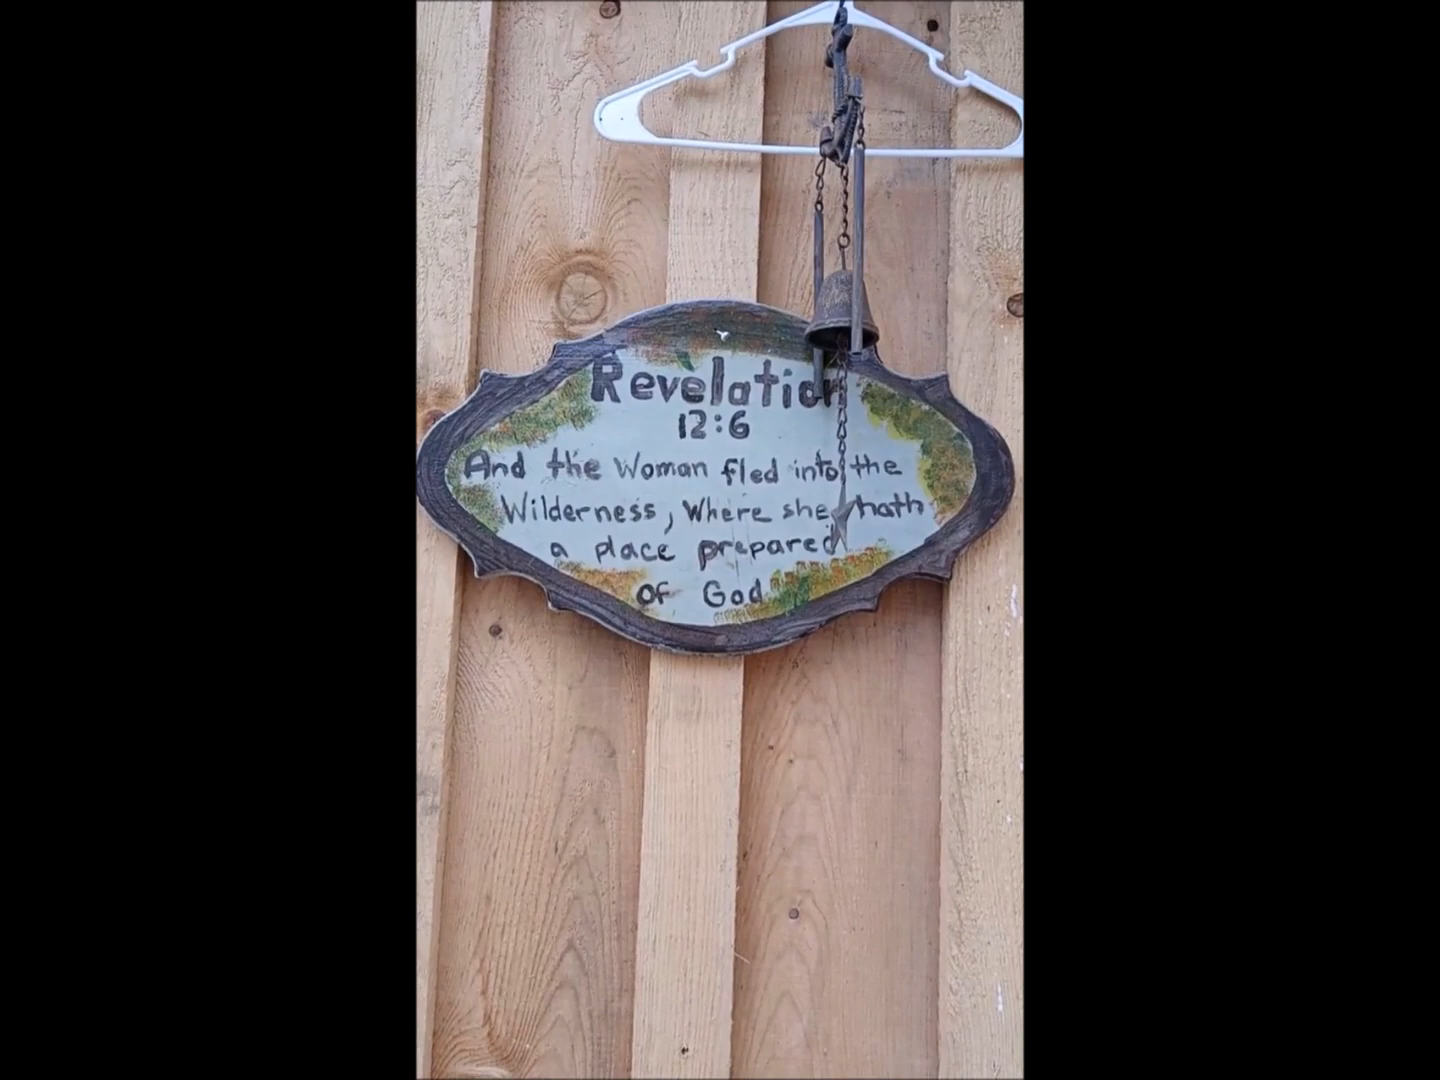 Revelation
12:6
And the Woman fled into the
Wilderness, Where she hath
a place prepared
of God